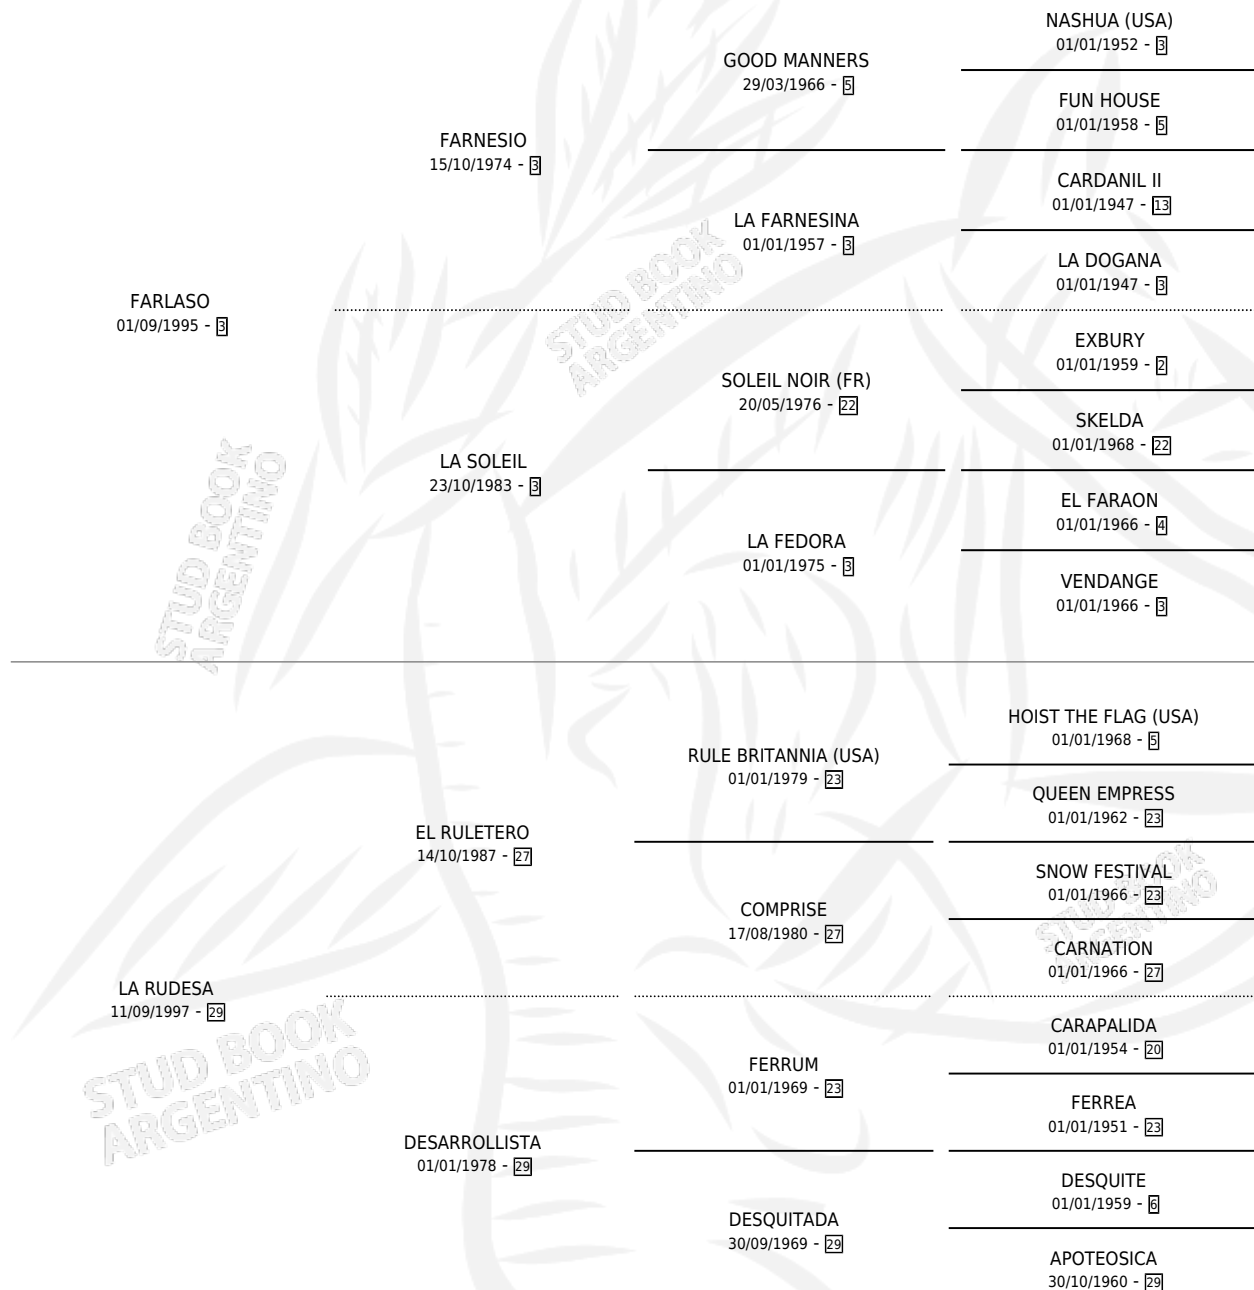 NASHUA (USA)
01/01/1952 - 3
GOOD MANNERS
29/03/1966 - 5
FUN HOUSE
01/01/1958 - 5
FARNESIO
15/10/1974 - 3
CARDANIL II
01/01/1947 - 13
LA FARNESINA
01/01/1957 - 3
LA DOGANA
01/01/1947 - 3
FARLASO
01/09/1995 - 3
EXBURY
01/01/1959 - 2
SOLEIL NOIR (FR)
20/05/1976 - 22
SKELDA
01/01/1968 - 22
LA SOLEIL
23/10/1983 - 3
EL FARAON
01/01/1966 - 4
LA FEDORA
01/01/1975 - 3
VENDANGE
01/01/1966 - 3
HOIST THE FLAG (USA)
01/01/1968 - 5
RULE BRITANNIA (USA)
01/01/1979 - 23
QUEEN EMPRESS
01/01/1962 - 23
EL RULETERO
14/10/1987 - 27
SNOW FESTIVAL
01/01/1966 - 23
COMPRISE
17/08/1980 - 27
CARNATION
01/01/1966 - 27
LA RUDESA
11/09/1997 - 29
CARAPALIDA
01/01/1954 - 20
FERRUM
01/01/1969 - 23
FERREA
01/01/1951 - 23
DESARROLLISTA
01/01/1978 - 29
DESQUITE
01/01/1959 - 6
DESQUITADA
30/09/1969 - 29
APOTEOSICA
30/10/1960 - 29
STUD BOOK
ARGENTINO
STUD BOOK
ARGENTINO
STUD BOOK
ARGENTINO
STUD BOOK
ARGENTINO